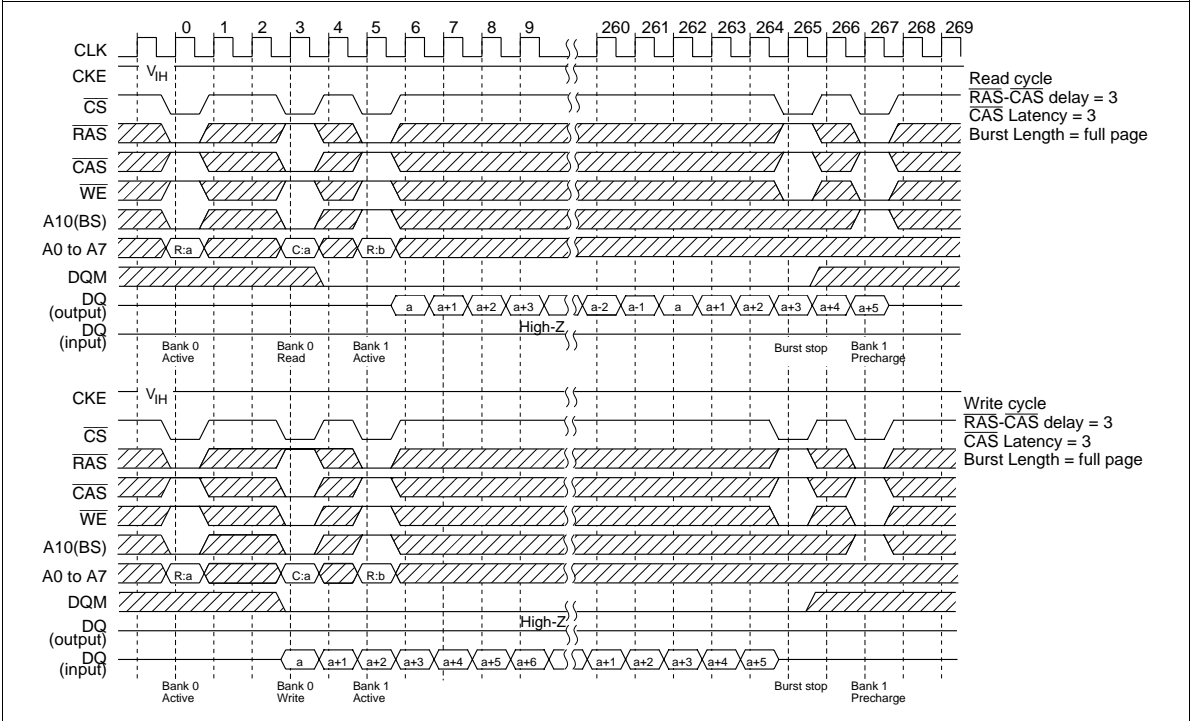 0 1 2 3 4 5 6 7 8 9 260 261 262 263 264 265 266 267 268 269
CLK
CKE VIH
CS
RAS
CAS
WE
A10(BS)
A0 to A7 R:a C:a R:b
DQM
DQ
(output) a a+1 a+2 a+3 a-2 a-1 a a+1 a+2 a+3 a+4 a+5
High-Z
DQ
(input)
Bank 0
Active
Bank 0
Read
Bank 1
Active
Burst stop
Bank 1
Precharge
Read cycle
RAS-CAS delay = 3
CAS Latency = 3
Burst Length = full page
CKE VIH
CS
RAS
CAS
WE
A10(BS)
A0 to A7 R:a C:a R:b
DQM
DQ
(output)
High-Z
DQ
(input) a a+1 a+2 a+3 a+4 a+5 a+6 a+1 a+2 a+3 a+4 a+5
Bank 0
Active
Bank 0
Write
Bank 1
Active
Burst stop
Bank 1
Precharge
Write cycle
RAS-CAS delay = 3
CAS Latency = 3
Burst Length = full page